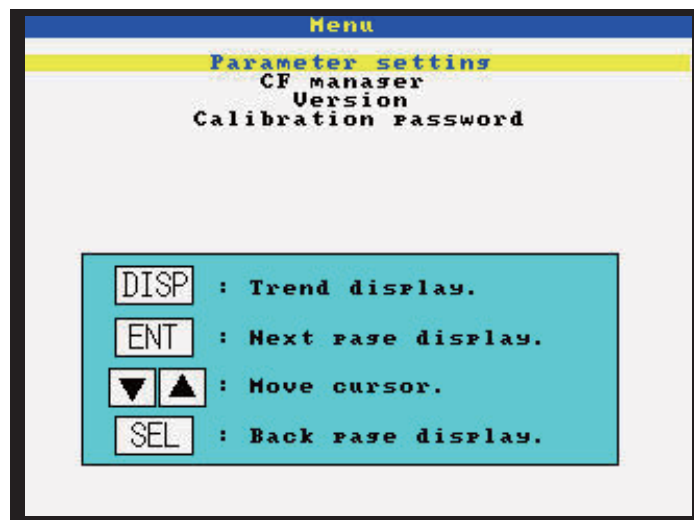 Menu
Parameter setting
CF manager
Version
Calibration password
DISP : Trend display.
ENT : Next page display.
▼ ▲ : Move cursor.
SEL : Back page display.